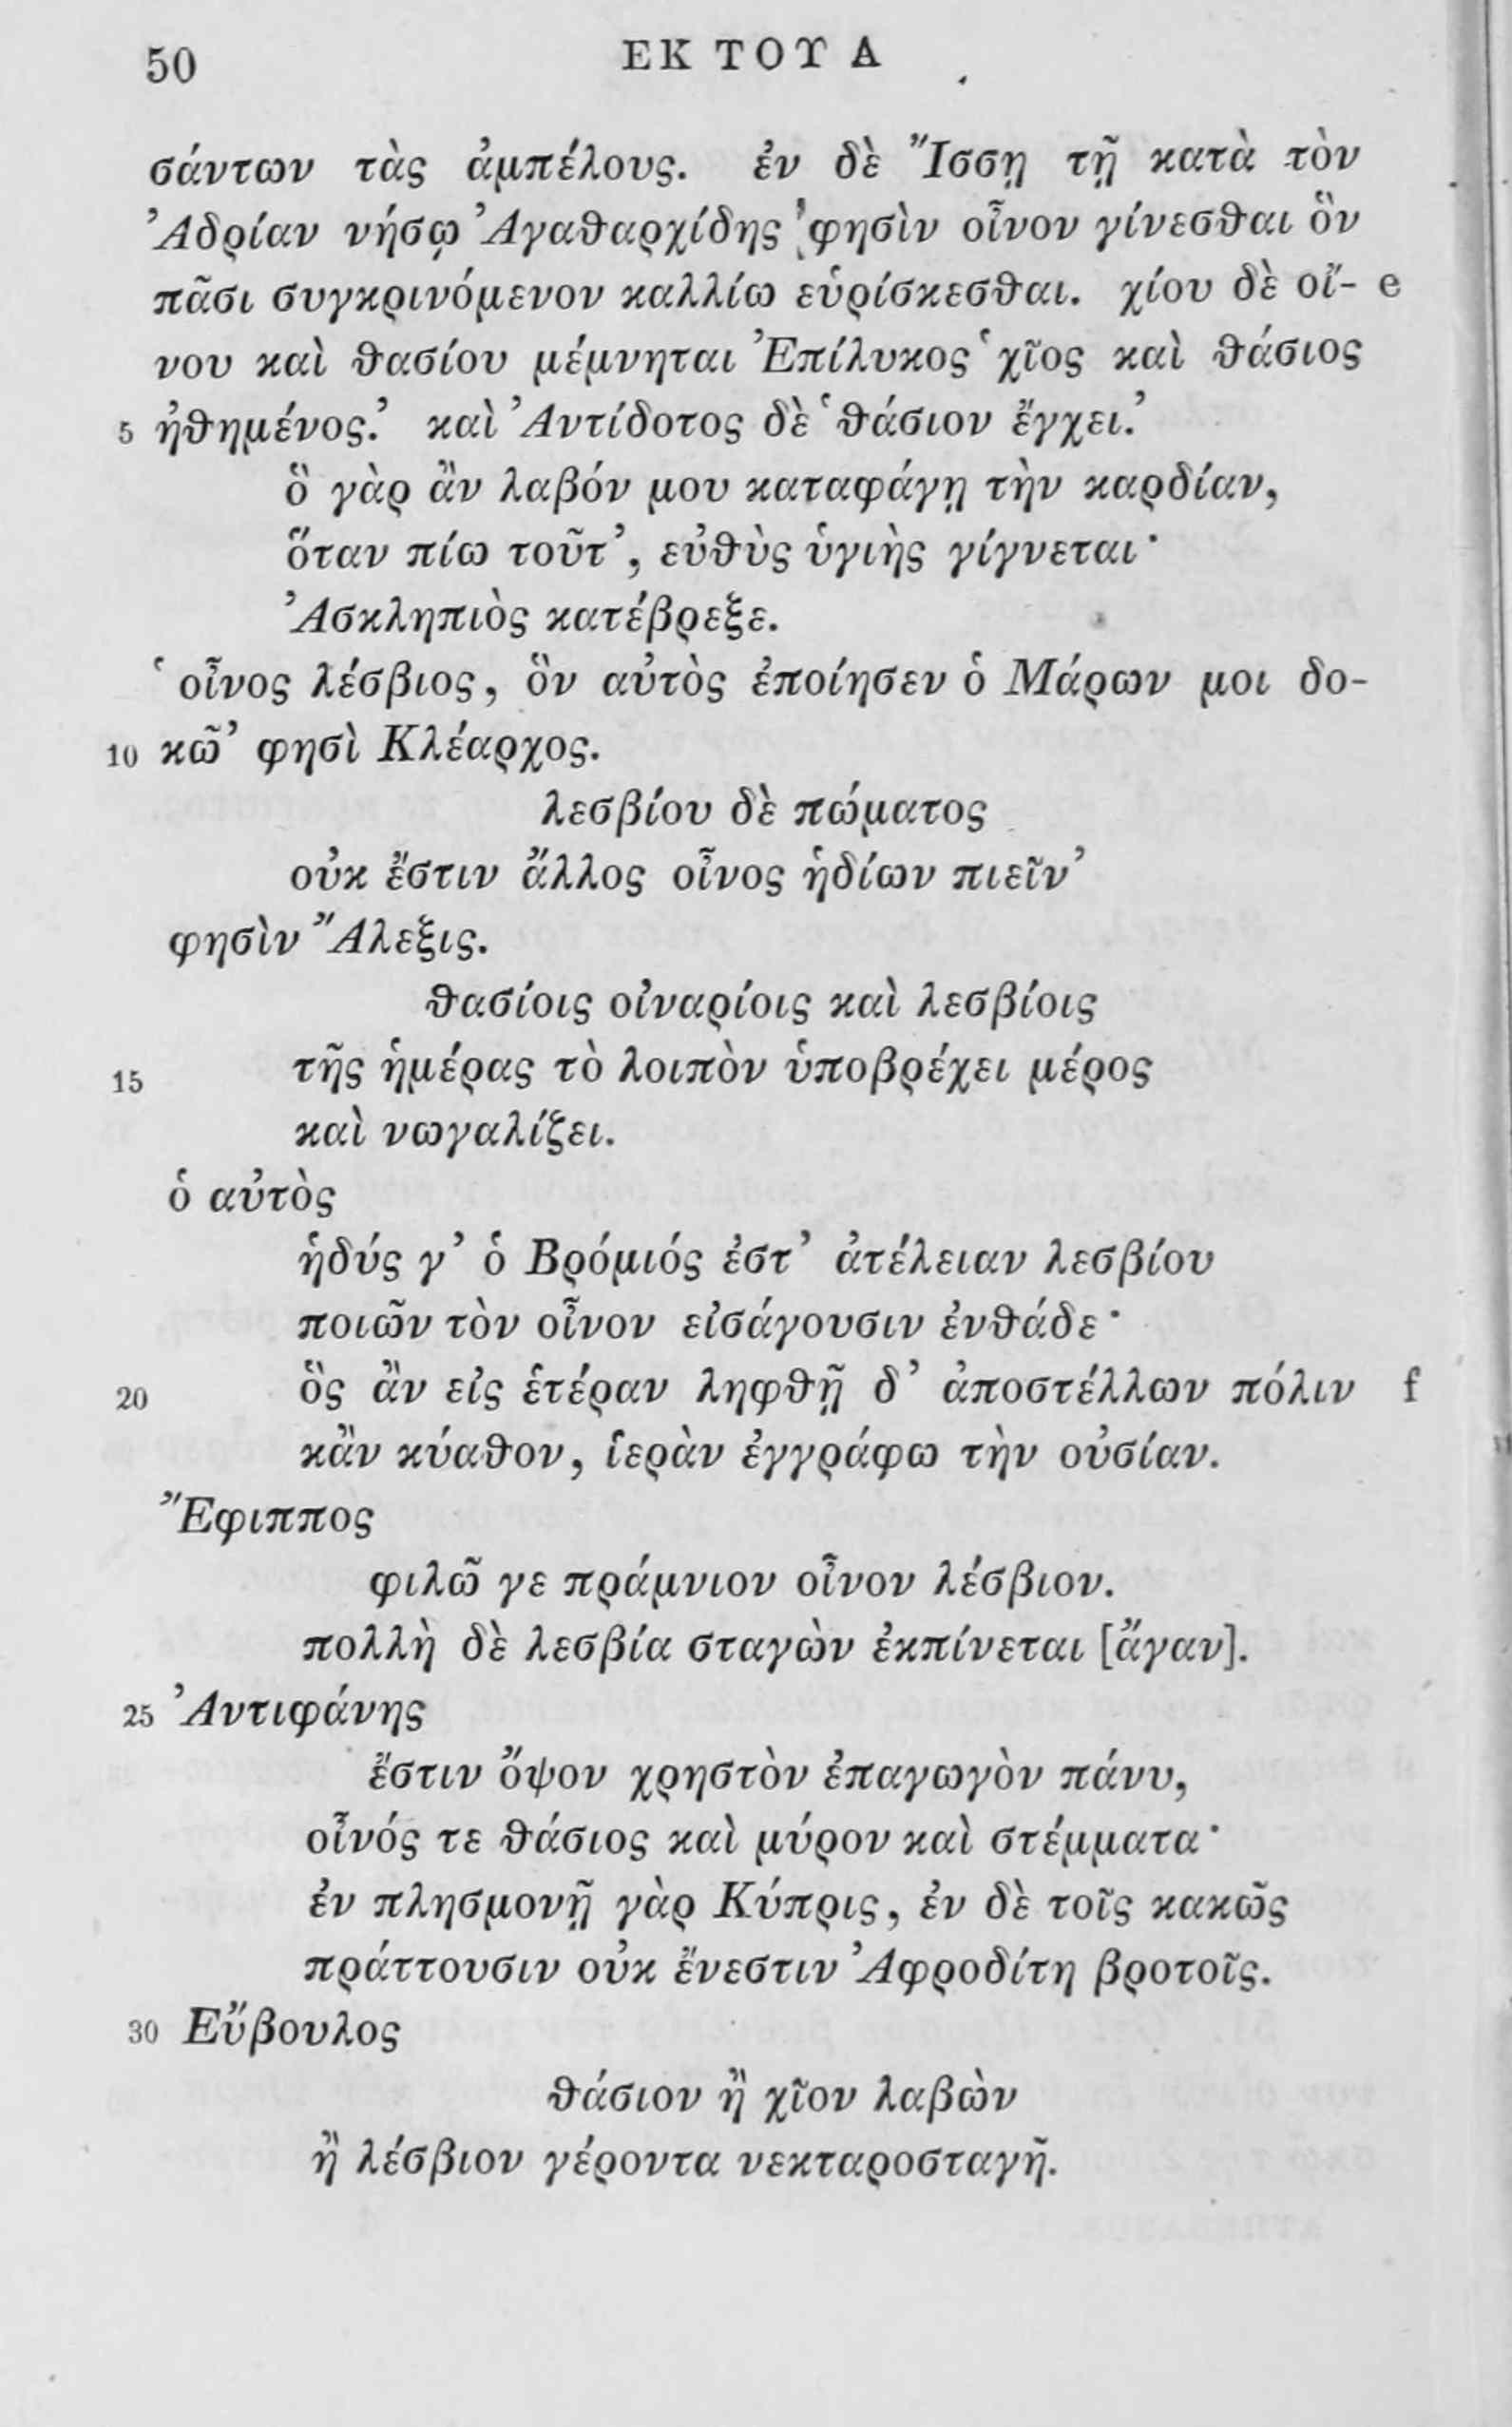 50 ΕΚ ΤΟΥ Α
σάντων τὰς ἀμπέλους. ἐν δὲ Ἴσσῃ τῇ κατὰ τὸν
Ἀδρίαν νήσῳ Ἀγαθαρχίδης φησὶν οἶνον γίνεσθαι ὃν
πᾶσι συγκρινόμενον καλλίω εὑρίσκεσθαι. χίου δὲ οἴ- e
νου καὶ θασίου μέμνηται Ἐπίλυκος ‘χῖος καὶ θάσιος
5 ἠθημένος.’ καὶ Ἀντίδοτος δὲ ‘θάσιον ἔγχει.’
ὃ γὰρ ἂν λαβόν μου καταφάγῃ τὴν καρδίαν,
ὅταν πίω τοῦτ’, εὐθὺς ὑγιὴς γίγνεται·
Ἀσκληπιὸς κατέβρεξε.
‘οἶνος λέσβιος, ὃν αὐτὸς ἐποίησεν ὁ Μάρων μοι δο-
10 κῶ’ φησὶ Κλέαρχος.
λεσβίου δὲ πώματος
οὐκ ἔστιν ἄλλος οἶνος ἡδίων πιεῖν’
φησὶν Ἄλεξις.
θασίοις οἰναρίοις καὶ λεσβίοις
15 τῆς ἡμέρας τὸ λοιπὸν ὑποβρέχει μέρος
καὶ νωγαλίζει.
ὁ αὐτὸς
ἡδύς γ’ ὁ Βρόμιός ἐστ’ ἀτέλειαν λεσβίου
ποιῶν τὸν οἶνον εἰσάγουσιν ἐνθάδε·
20 ὃς ἂν εἰς ἑτέραν ληφθῇ δ’ ἀποστέλλων πόλιν f
κἂν κύαθον, ἱερὰν ἐγγράφω τὴν οὐσίαν.
Ἔφιππος
φιλῶ γε πράμνιον οἶνον λέσβιον.
πολλὴ δὲ λεσβία σταγὼν ἐκπίνεται [ἄγαν].
25 Ἀντιφάνης
ἔστιν ὄψον χρηστὸν ἐπαγωγὸν πάνυ,
οἶνός τε θάσιος καὶ μύρον καὶ στέμματα·
ἐν πλησμονῇ γὰρ Κύπρις, ἐν δὲ τοῖς κακῶς
πράττουσιν οὐκ ἔνεστιν Ἀφροδίτη βροτοῖς.
30 Εὔβουλος
θάσιον ἢ χῖον λαβὼν
ἢ λέσβιον γέροντα νεκταροσταγῆ.